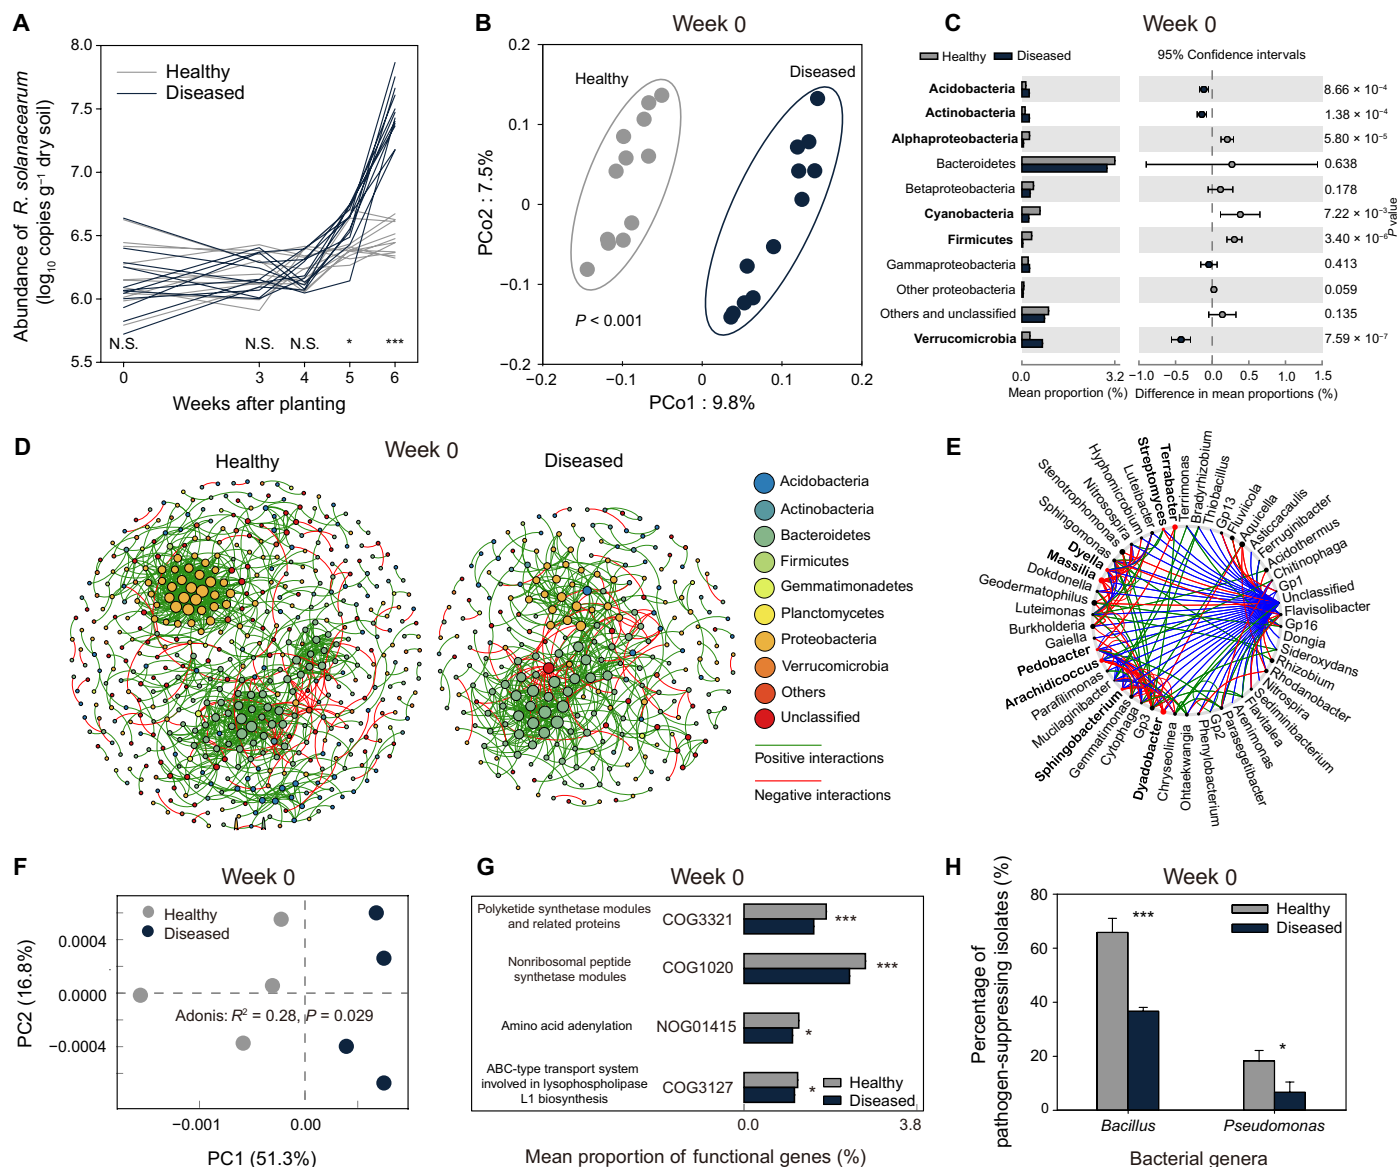 A
Abundance of R. solanacearum
(log10 copies g−1 dry soil)
8.0
7.5
7.0
6.5
6.0
5.5
Healthy
Diseased
N.S.
N.S.
N.S.
*
***
0
3
4
5
6
Weeks after planting
B
Week 0
PCo2 : 7.5%
0.2
0.1
0
−0.1
−0.2
Healthy
Diseased
P < 0.001
−0.2
−0.1
0
0.1
0.2
PCo1 : 9.8%
C
Week 0
Healthy
Diseased
95% Confidence intervals
Acidobacteria
8.66 × 10−4
Actinobacteria
1.38 × 10−4
Alphaproteobacteria
5.80 × 10−5
Bacteroidetes
0.638
Betaproteobacteria
0.178
Cyanobacteria
7.22 × 10−3
Firmicutes
3.40 × 10−6
Gammaproteobacteria
0.413
Other proteobacteria
0.059
Others and unclassified
0.135
Verrucomicrobia
7.59 × 10−7
P value
0.0
3.2
−1.0
−0.5
0.0
0.5
1.0
1.5
Mean proportion (%)
Difference in mean proportions (%)
D
Week 0
Healthy
Diseased
Acidobacteria
Actinobacteria
Bacteroidetes
Firmicutes
Gemmatimonadetes
Planctomycetes
Proteobacteria
Verrucomicrobia
Others
Unclassified
Positive interactions
Negative interactions
E
Terrimonas
Bradyrhizobium
Thiobacillus
Gp13
Fluviicola
Aquicella
Asticcacaulis
Ferruginibacter
Acidothermus
Chitinophaga
Gp1
Unclassified
Flavisolibacter
Gp16
Dongia
Sideroxydans
Rhizobium
Rhodanobacter
Nitrospira
Sediminibacterium
Flavitalea
Arenimonas
Parasegetibacter
Gp2
Phenylobacterium
Ohtaekwangia
Chryseolinea
Dyadobacter
Gp3
Cytophaga
Gemmatimonas
Sphingobacterium
Mucilaginibacter
Parafilimonas
Arachidicoccus
Pedobacter
Gaiella
Burkholderia
Luteimonas
Geodermatophilus
Dokdonella
Massilia
Dyella
Sphingomonas
Stenotrophomonas
Nitrosospira
Hyphomicrobium
Luteibacter
Streptomyces
Terrabacter
F
Week 0
PC2 (16.8%)
Healthy
Diseased
0.0004
0.0000
−0.0004
Adonis: R2 = 0.28, P = 0.029
−0.001
0.00
PC1 (51.3%)
G
Week 0
Polyketide synthetase modules
and related proteins
COG3321
***
Nonribosomal peptide
synthetase modules
COG1020
***
Amino acid adenylation
NOG01415
*
ABC-type transport system
involved in lysophospholipase
L1 biosynthesis
COG3127
*
Healthy
Diseased
0.0
3.8
Mean proportion of functional genes (%)
H
Week 0
Percentage of
pathogen-suppressing isolates (%)
80
60
40
20
0
***
*
Healthy
Diseased
Bacillus
Pseudomonas
Bacterial genera